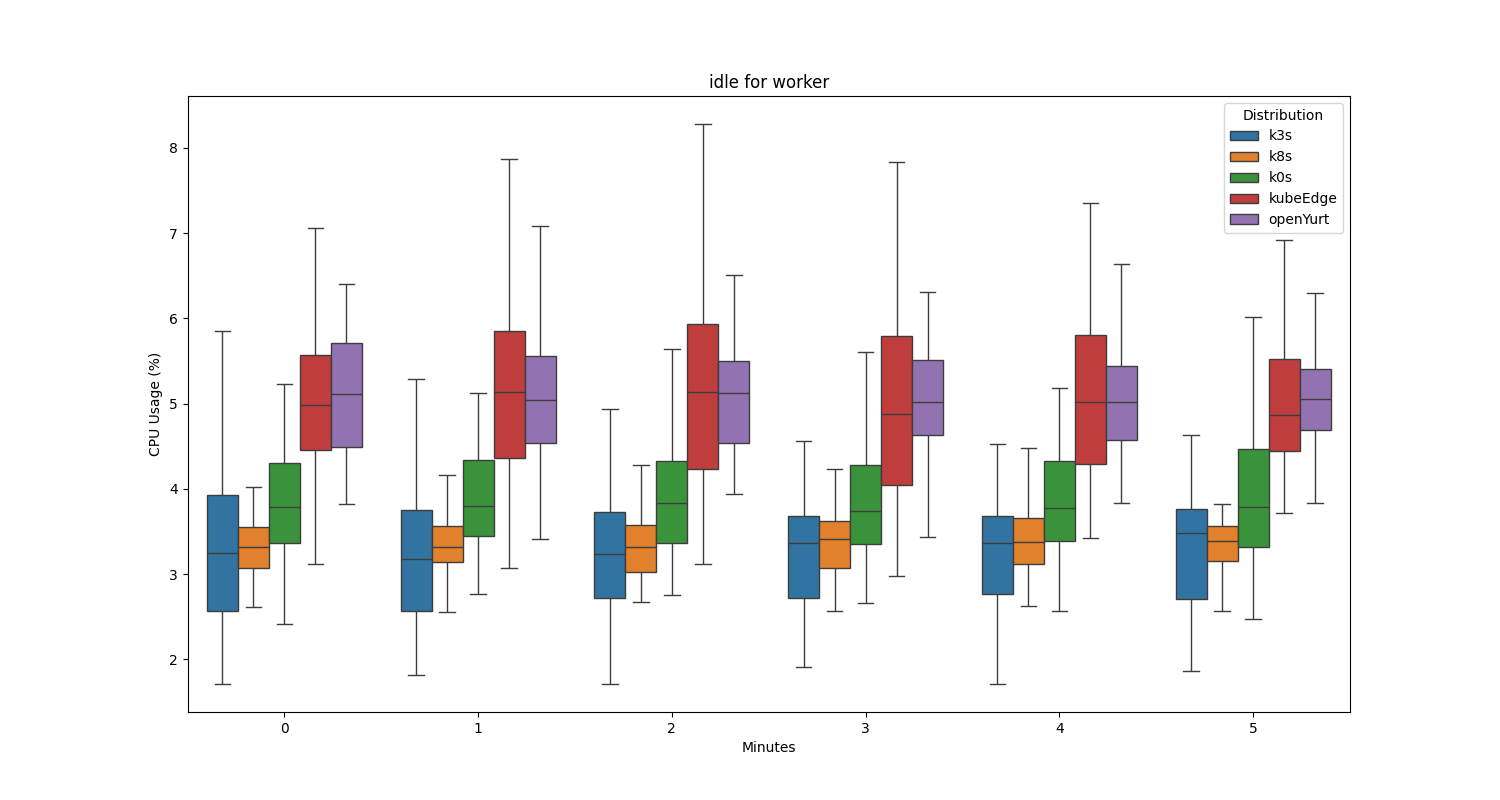 idle for worker
Distribution
k3s
k8s
k0s
kubeEdge
openYurt
CPU Usage (%)
8
7
6
5
4
3
2
0 1 2 3 4 5
Minutes